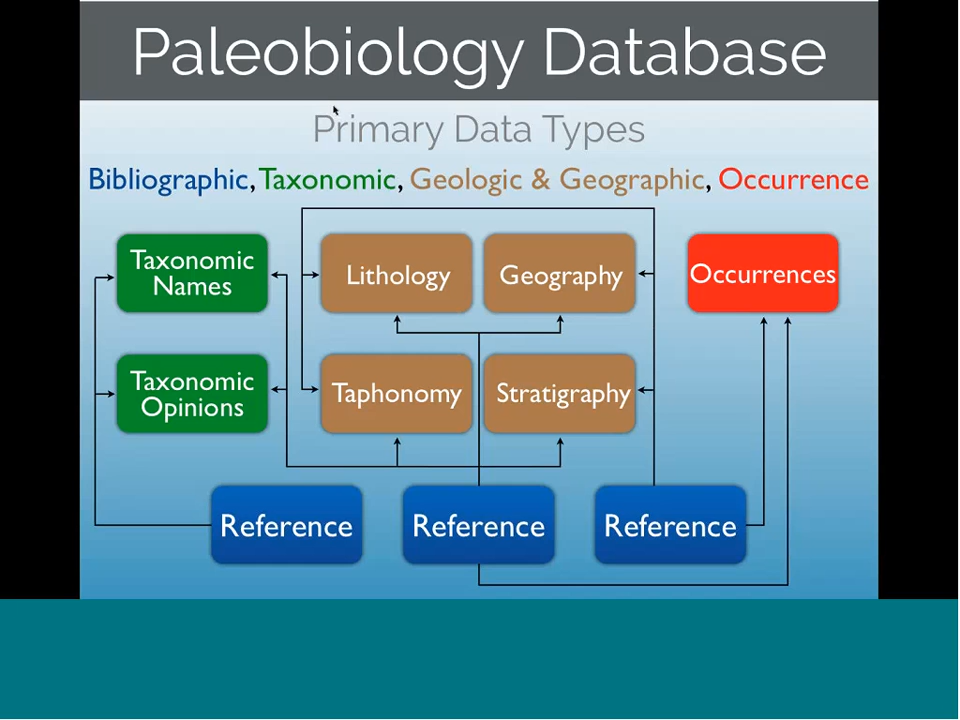 Paleobiology Database
Primary Data Types
Bibliographic, Taxonomic, Geologic & Geographic, Occurrence
Taxonomic
Names
Lithology
Geography
Occurrences
Taxonomic
Opinions
Taphonomy
Stratigraphy
Reference
Reference
Reference